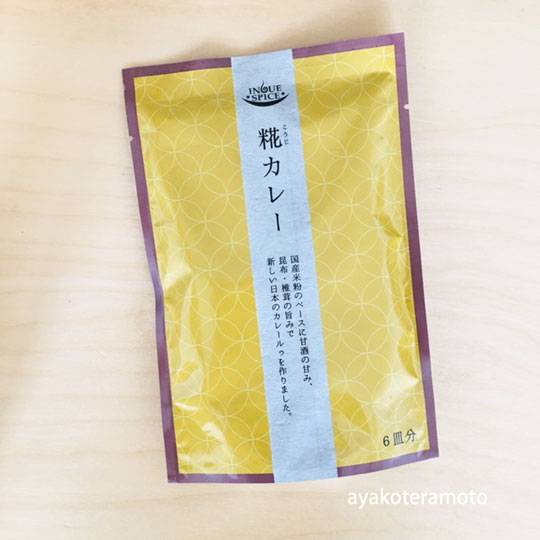 INOUE
SPICE
こうじ
糀カレー
国産米粉のベースに甘酒の甘み、
昆布・椎茸の旨みで
新しい日本のカレールゥを作りました。
6皿分
ayakoteramoto